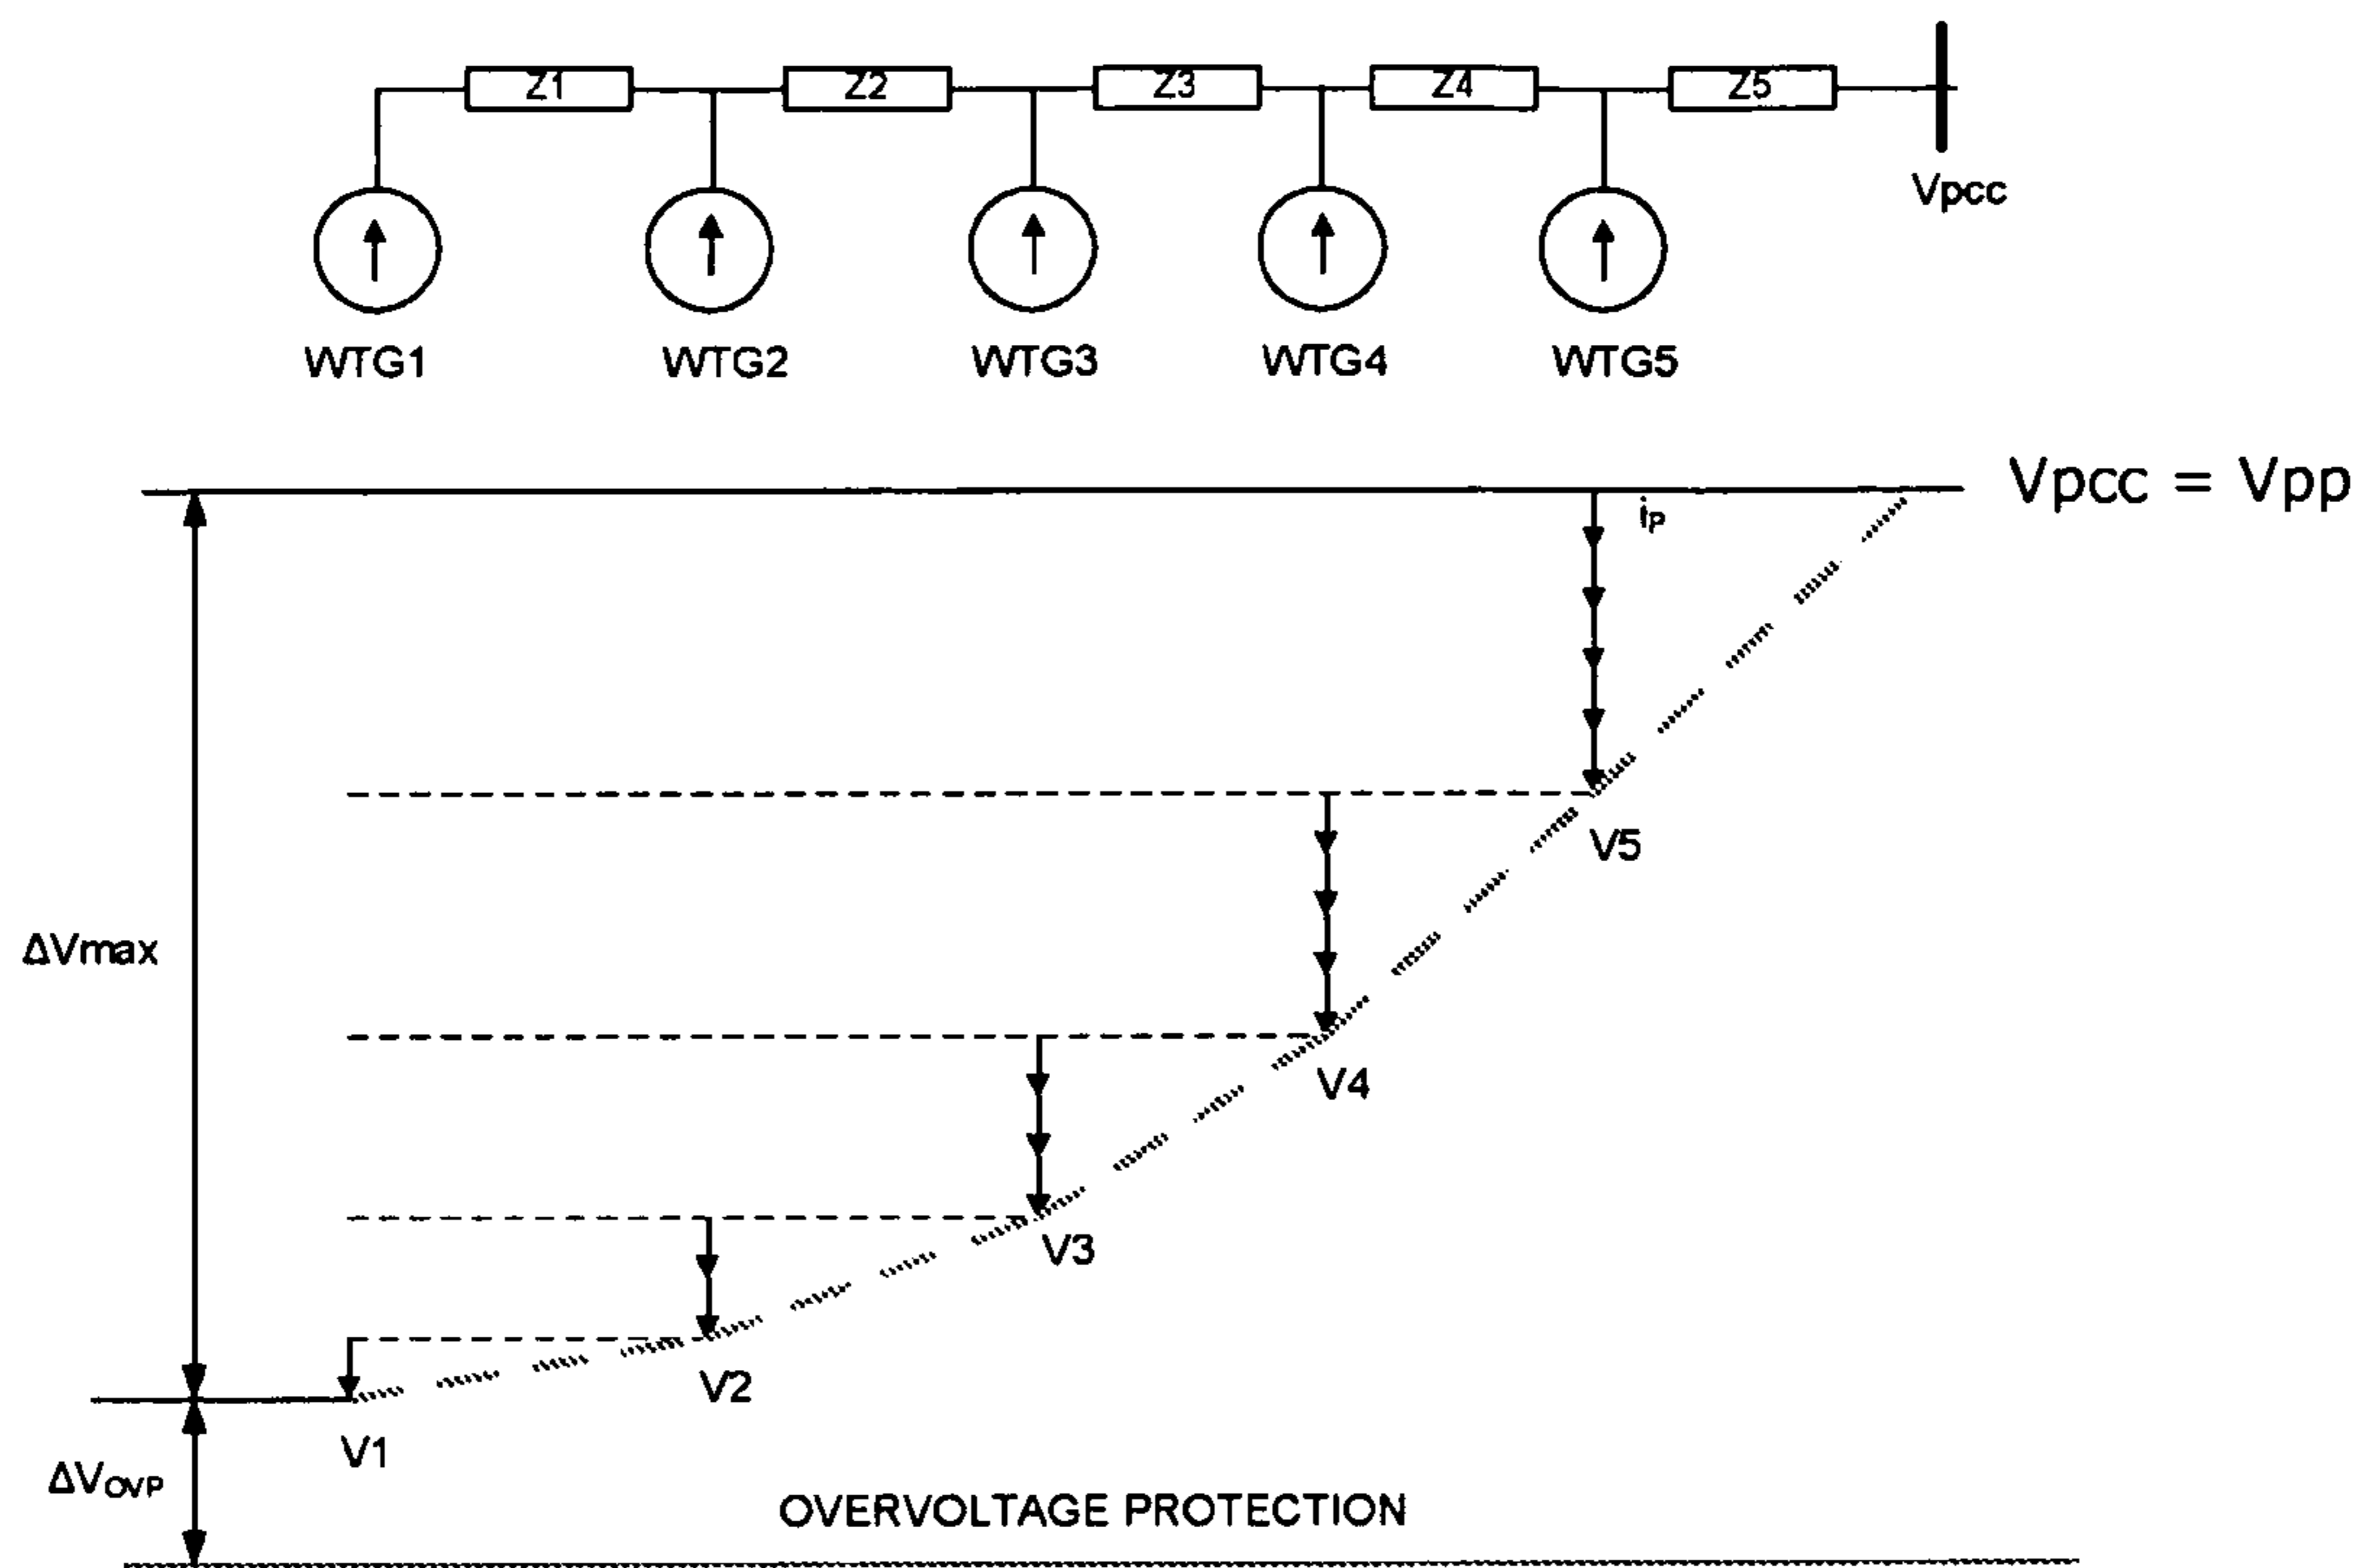 Z1 Z2 Z3 Z4 Z5
Vpcc
WTG1 WTG2 WTG3 WTG4 WTG5
Vpcc = Vpp
ip
V5
ΔVmax
V4
V3
V2
V1
ΔVOVP
OVERVOLTAGE PROTECTION